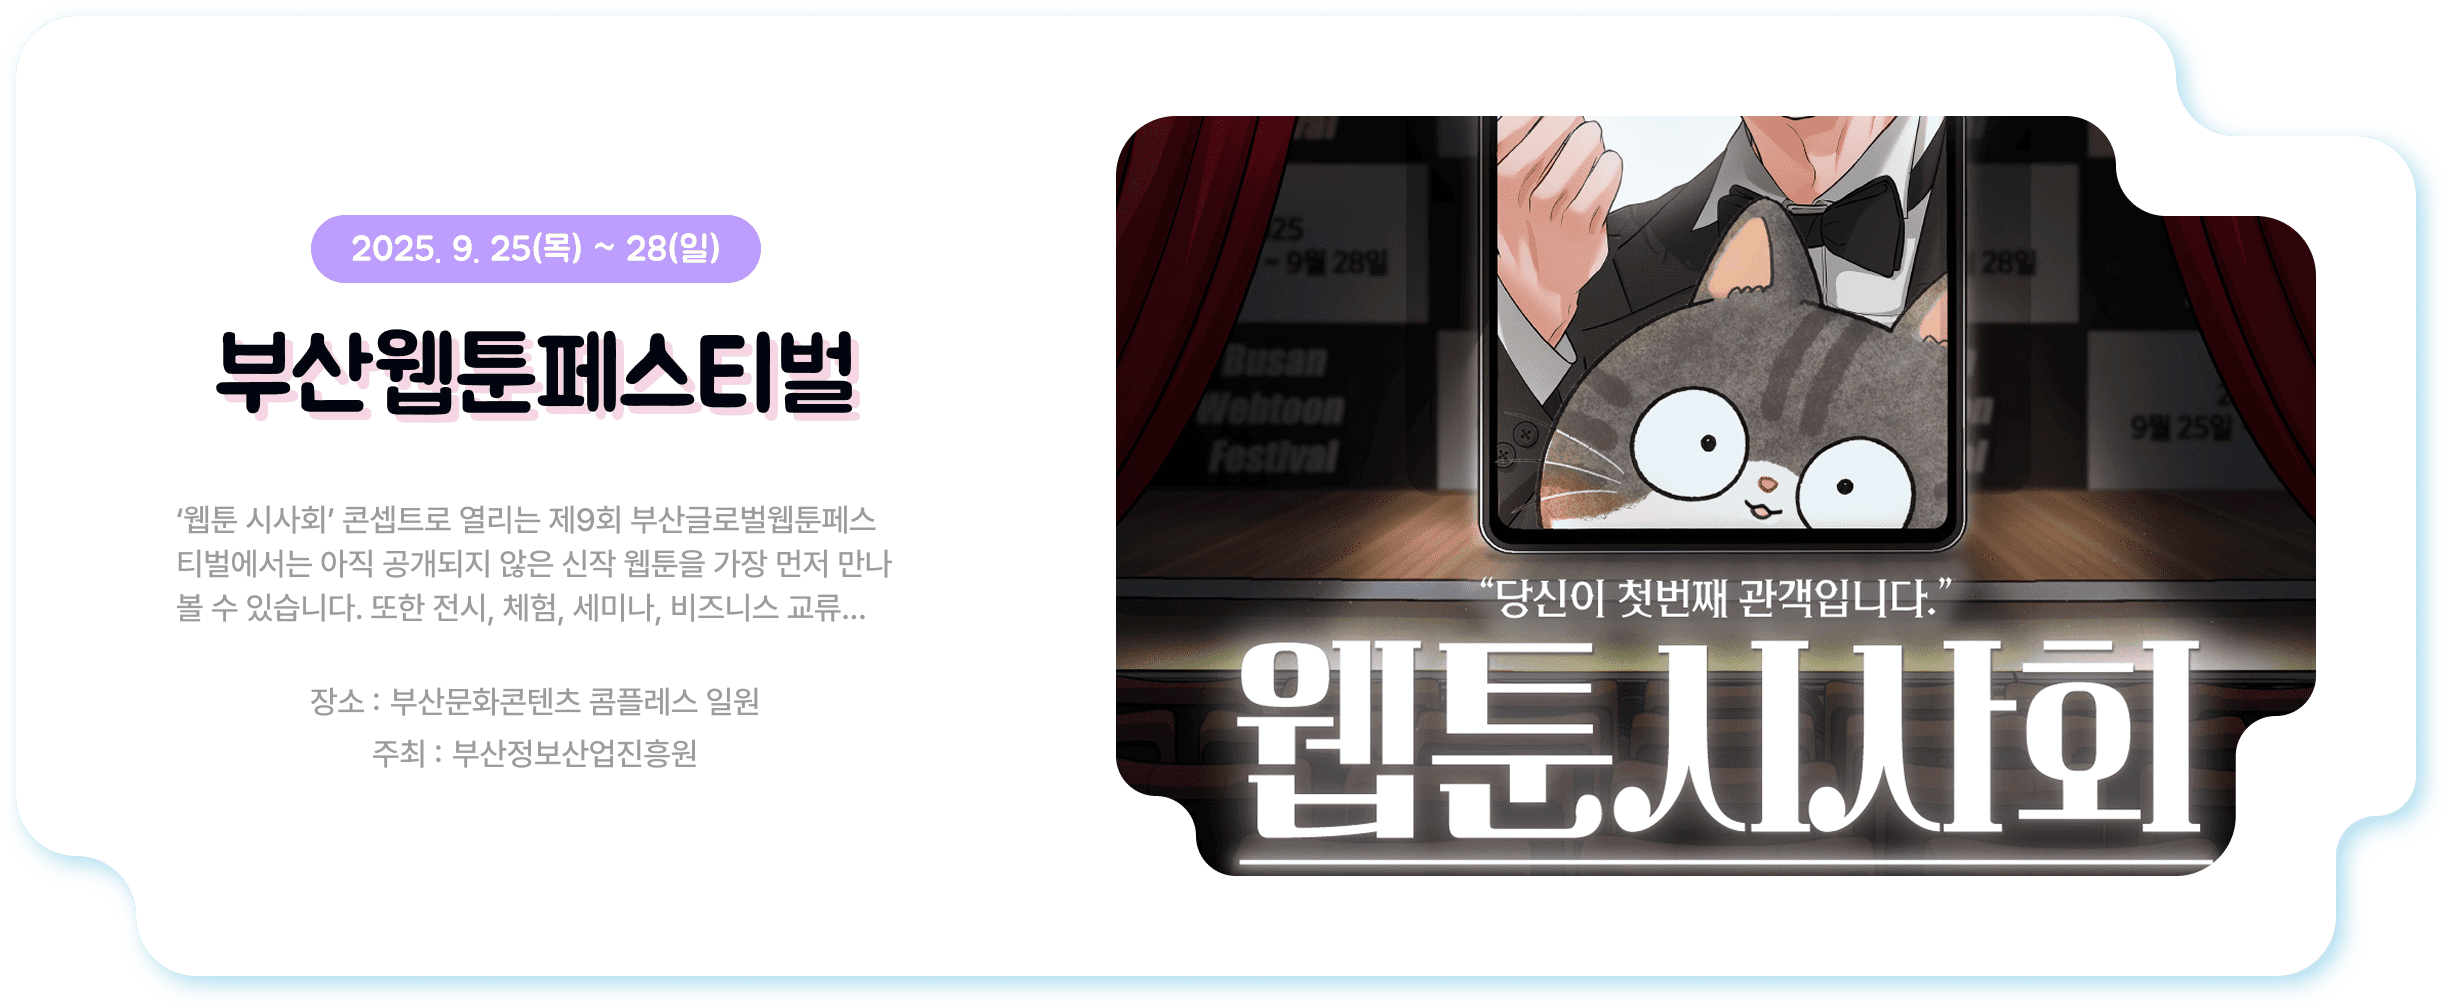 2025. 9. 25(목) ~ 28(일)
부산웹툰페스티벌
‘웹툰 시사회’ 콘셉트로 열리는 제9회 부산글로벌웹툰페스
티벌에서는 아직 공개되지 않은 신작 웹툰을 가장 먼저 만나
볼 수 있습니다. 또한 전시, 체험, 세미나, 비즈니스 교류...
장소 : 부산문화콘텐츠 콤플레스 일원
주최 : 부산정보산업진흥원
~ 9월 28일
28일
Busan
Webtoon
Festival
9월 25일
“당신이 첫번째 관객입니다.”
웹툰시사회